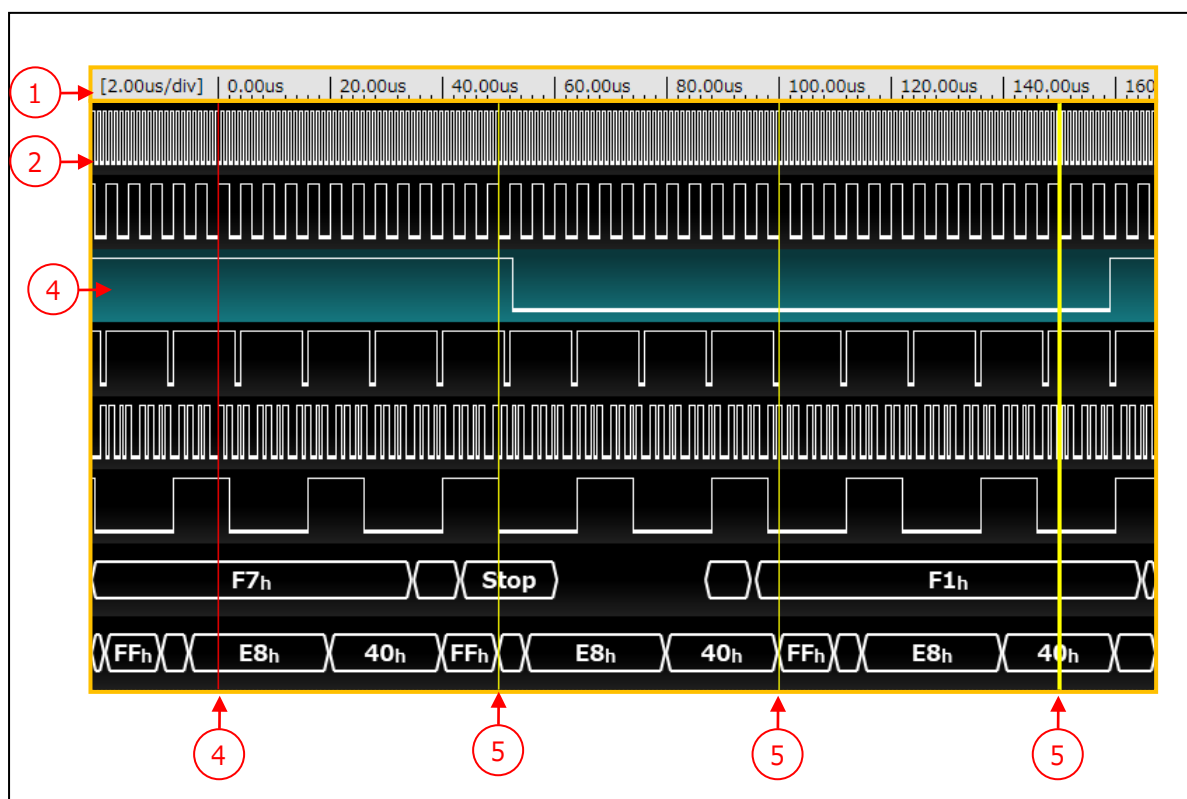 [2.00us/div] 0.00us 20.00us 40.00us 60.00us 80.00us 100.00us 120.00us 140.00us 160
1
2
4
F7h Stop F1h
FFh E8h 40h FFh E8h 40h FFh E8h 40h
4 5 5 5